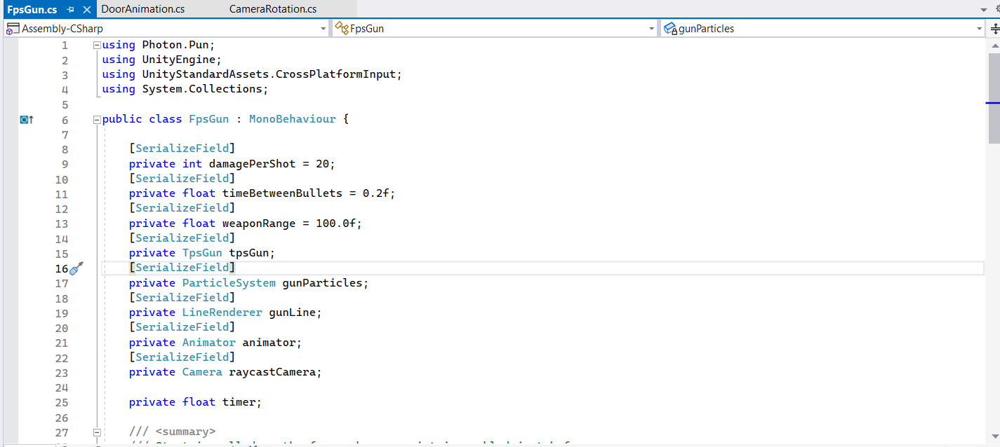 FpsGun.cs DoorAnimation.cs CameraRotation.cs
Assembly-CSharp FpsGun gunParticles
1 using Photon.Pun;
2 using UnityEngine;
3 using UnityStandardAssets.CrossPlatformInput;
4 using System.Collections;
5
6 public class FpsGun : MonoBehaviour {
7
8 [SerializeField]
9 private int damagePerShot = 20;
10 [SerializeField]
11 private float timeBetweenBullets = 0.2f;
12 [SerializeField]
13 private float weaponRange = 100.0f;
14 [SerializeField]
15 private TpsGun tpsGun;
16 [SerializeField]
17 private ParticleSystem gunParticles;
18 [SerializeField]
19 private LineRenderer gunLine;
20 [SerializeField]
21 private Animator animator;
22 [SerializeField]
23 private Camera raycastCamera;
24
25 private float timer;
26
27 /// <summary>